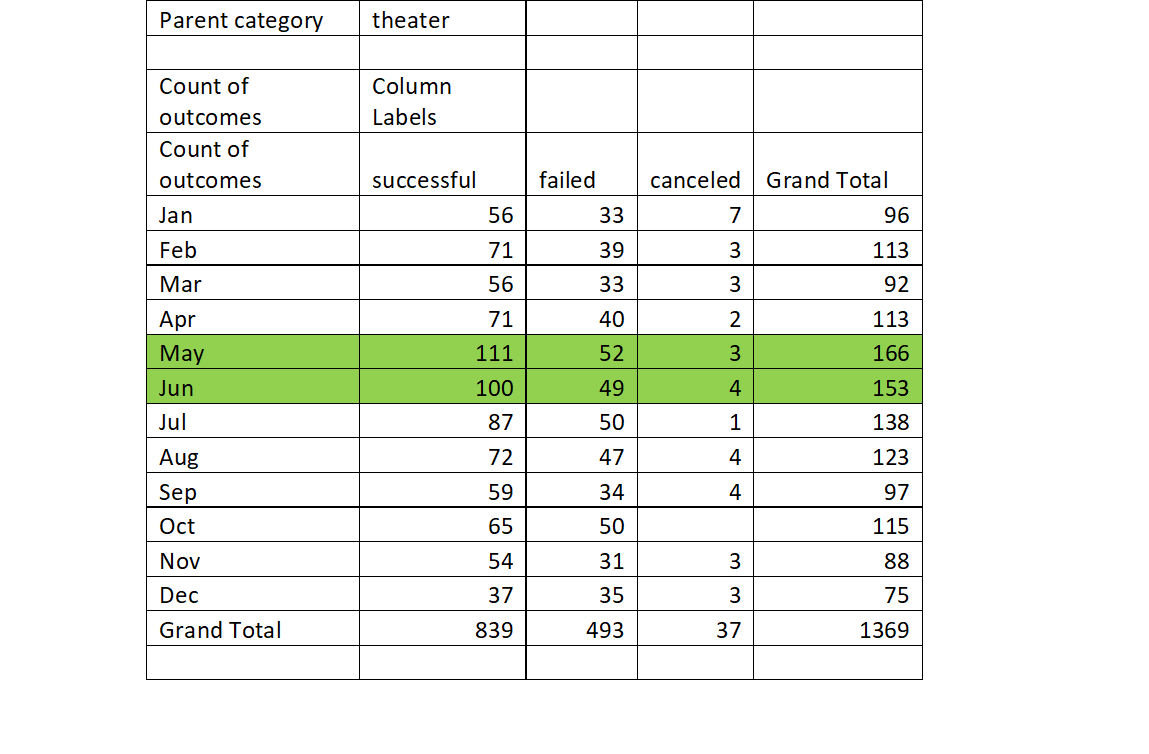 Parent category theater
Count of Column
outcomes Labels
Count of
outcomes successful failed canceled Grand Total
Jan 56 33 7 96
Feb 71 39 3 113
Mar 56 33 3 92
Apr 71 40 2 113
May 111 52 3 166
Jun 100 49 4 153
Jul 87 50 1 138
Aug 72 47 4 123
Sep 59 34 4 97
Oct 65 50 115
Nov 54 31 3 88
Dec 37 35 3 75
Grand Total 839 493 37 1369